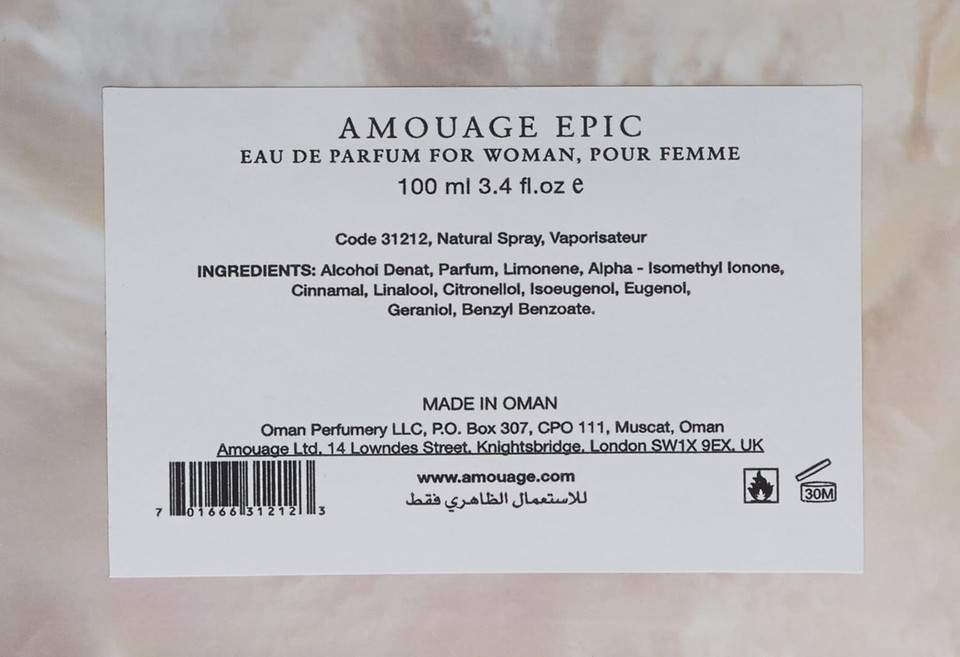 AMOUAGE EPIC
EAU DE PARFUM FOR WOMAN, POUR FEMME
100 ml 3.4 fl.oz e
Code 31212, Natural Spray, Vaporisateur
INGREDIENTS: Alcohol Denat, Parfum, Limonene, Alpha - Isomethyl Ionone,
Cinnamal, Linalool, Citronellol, Isoeugenol, Eugenol,
Geraniol, Benzyl Benzoate.
MADE IN OMAN
Oman Perfumery LLC, P.O. Box 307, CPO 111, Muscat, Oman
Amouage Ltd. 14 Lowndes Street, Knightsbridge, London SW1X 9EX, UK
www.amouage.com
للاستعمال الظاهري فقط
7 01666 31212 3
30M